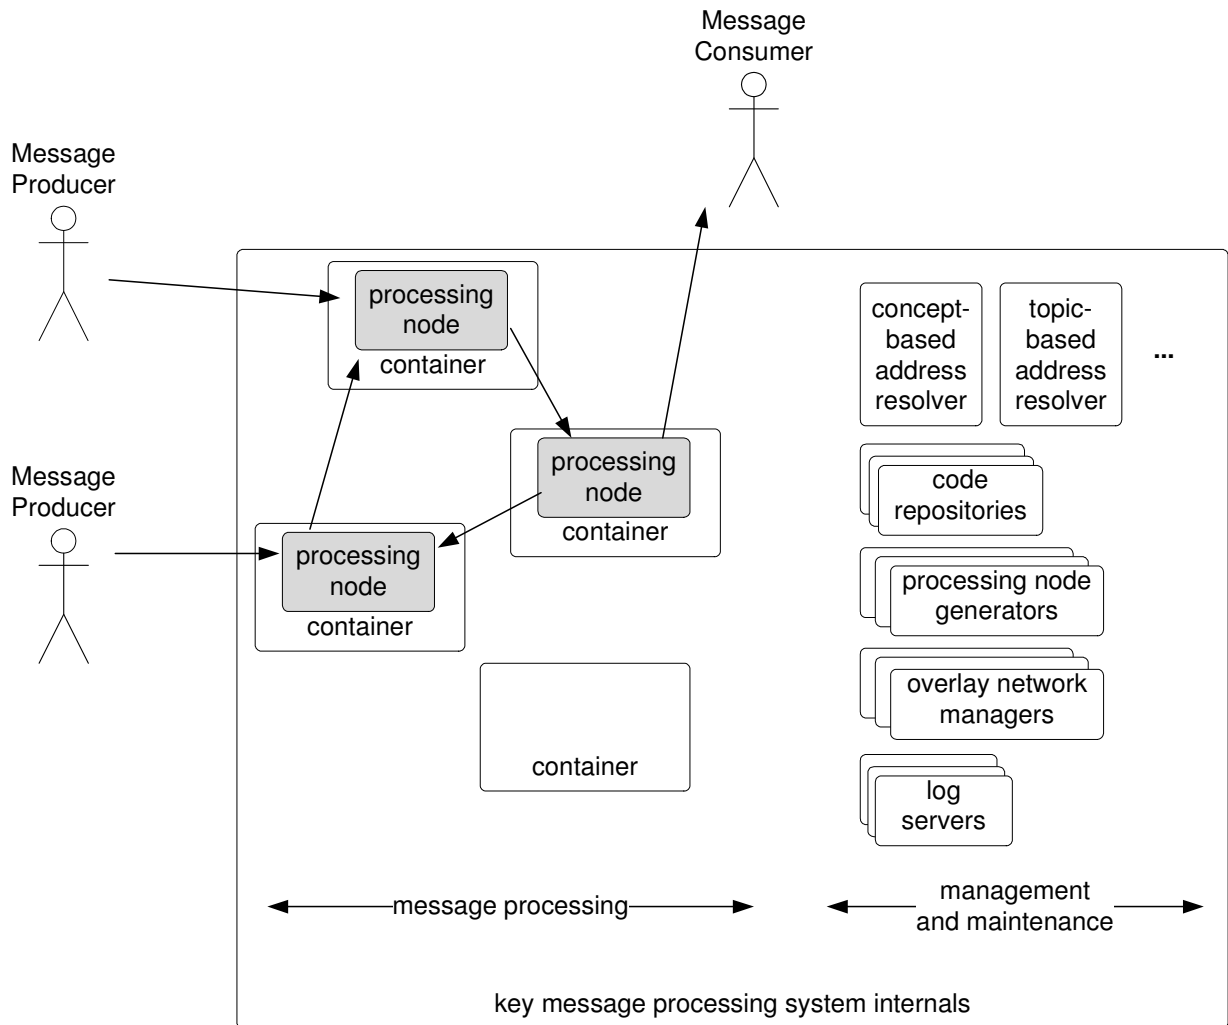 Message
Consumer
Message
Producer
processing
node
container
concept-
based
address
resolver
topic-
based
address
resolver
...
processing
node
container
Message
Producer
code
repositories
processing
node
container
processing node
generators
overlay network
managers
container
log
servers
message processing
management
and maintenance
key message processing system internals